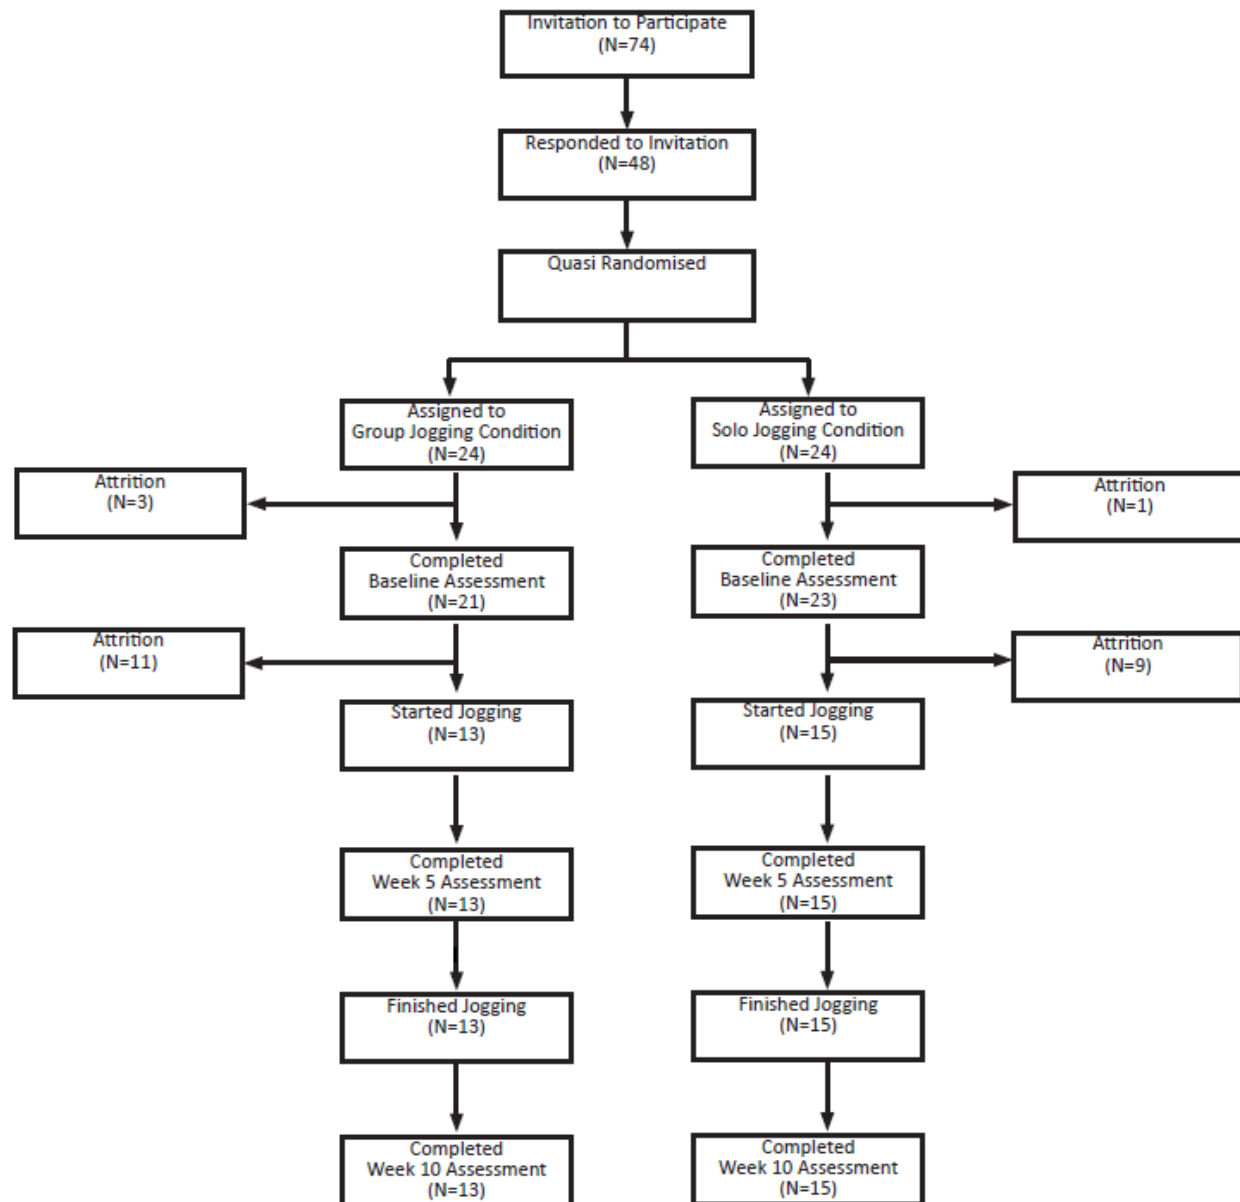 Invitation to Participate
(N=74)
Responded to Invitation
(N=48)
Quasi Randomised
Assigned to
Group Jogging Condition
(N=24)
Assigned to
Solo Jogging Condition
(N=24)
Attrition
(N=3)
Attrition
(N=1)
Completed
Baseline Assessment
(N=21)
Completed
Baseline Assessment
(N=23)
Attrition
(N=11)
Attrition
(N=9)
Started Jogging
(N=13)
Started Jogging
(N=15)
Completed
Week 5 Assessment
(N=13)
Completed
Week 5 Assessment
(N=15)
Finished Jogging
(N=13)
Finished Jogging
(N=15)
Completed
Week 10 Assessment
(N=13)
Completed
Week 10 Assessment
(N=15)